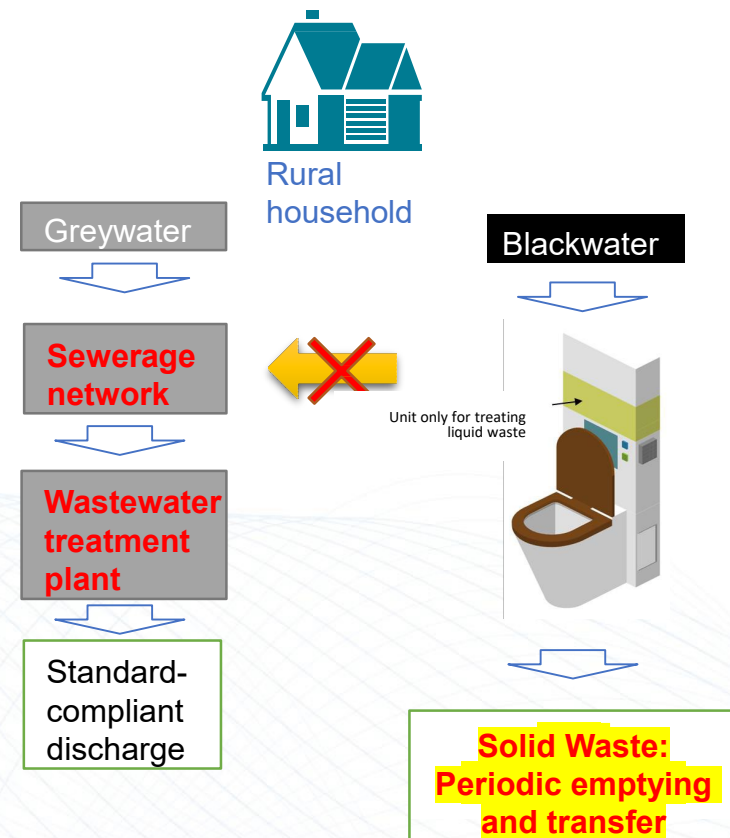 Rural
household
Greywater
Blackwater
Sewerage
network
Unit only for treating
liquid waste
Wastewater
treatment
plant
Standard-
compliant
discharge
Solid Waste:
Periodic emptying
and transfer